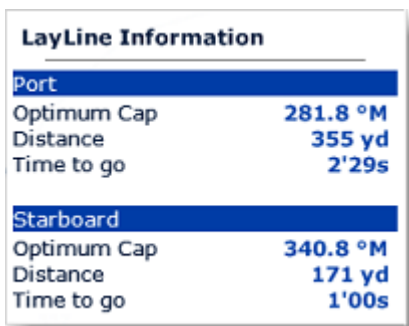 LayLine Information
Port
Optimum Cap 281.8 °M
Distance 355 yd
Time to go 2'29s
Starboard
Optimum Cap 340.8 °M
Distance 171 yd
Time to go 1'00s